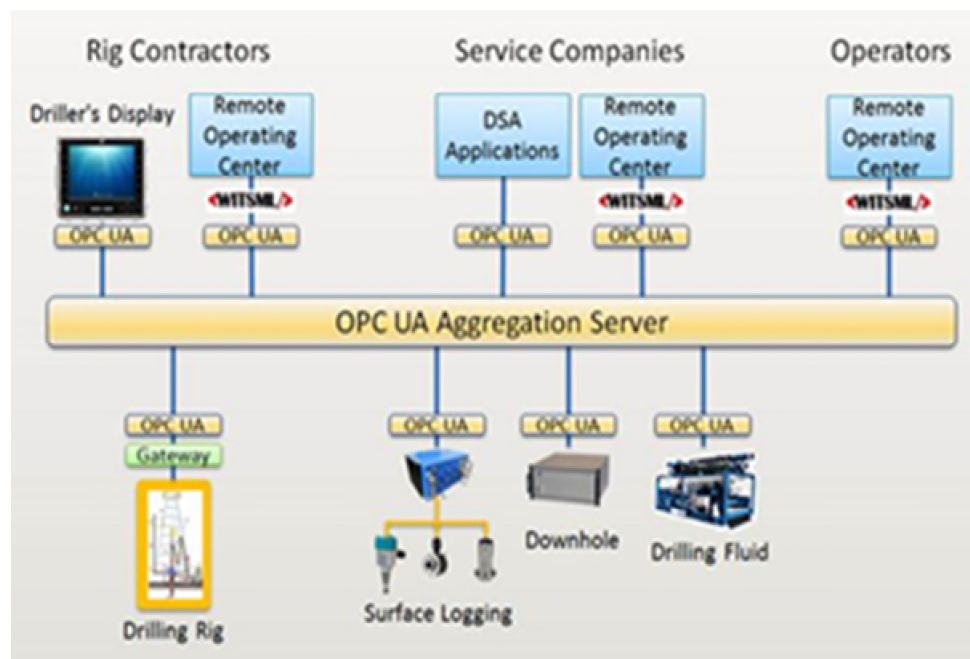 Rig Contractors
Service Companies
Operators
Driller's Display
Remote
Operating
Center
DSA
Applications
Remote
Operating
Center
Remote
Operating
Center
<WITSML/>
<WITSML/>
<WITSML/>
OPC UA
OPC UA
OPC UA
OPC UA
OPC UA
OPC UA Aggregation Server
OPC UA
OPC UA
OPC UA
OPC UA
Gateway
Downhole
Drilling Fluid
Surface Logging
Drilling Rig